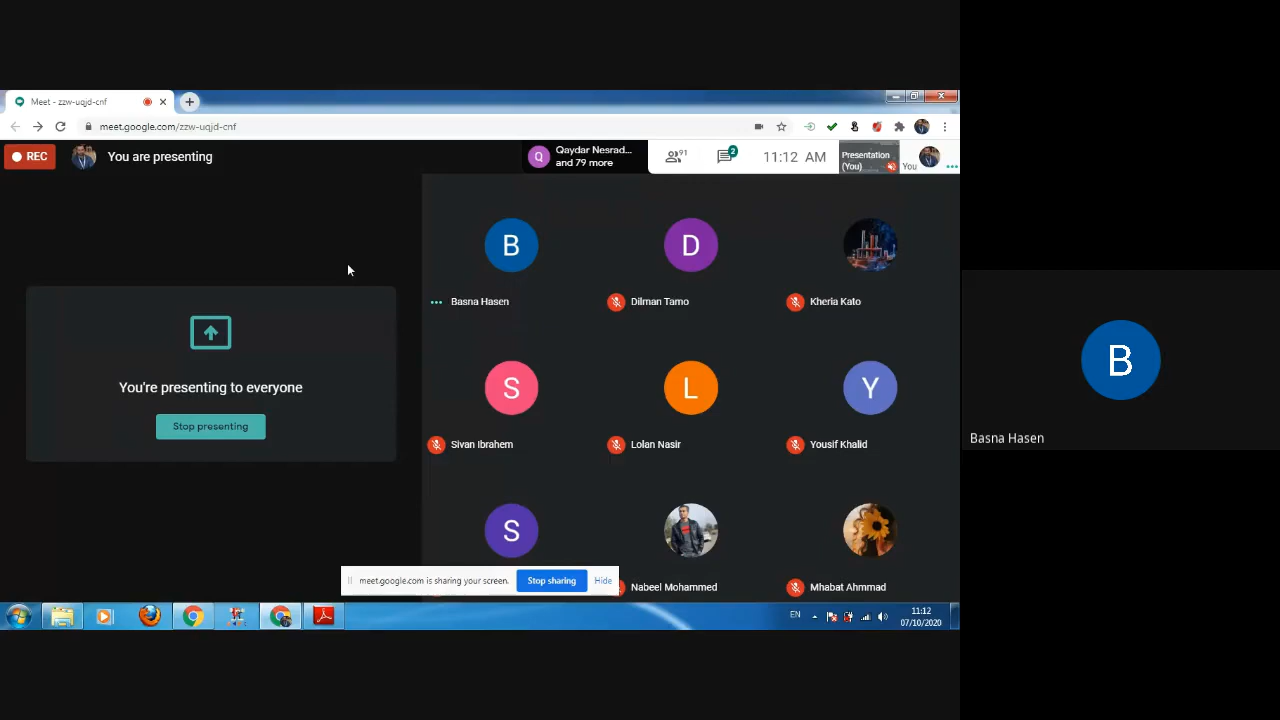 Meet - zzw-uqjd-cnf
meet.google.com/zzw-uqjd-cnf
REC
You are presenting
Q
Qaydar Nesrad...
and 79 more
91
2
11:12 AM
Presentation
(You)
You
B
D
Basna Hasen
Dilman Tamo
Kheria Kato
You're presenting to everyone
Stop presenting
S
L
Y
Sivan Ibrahem
Lolan Nasir
Yousif Khalid
S
Nabeel Mohammed
Mhabat Ahmmad
meet.google.com is sharing your screen.
Stop sharing
Hide
EN
11:12
07/10/2020
B
Basna Hasen